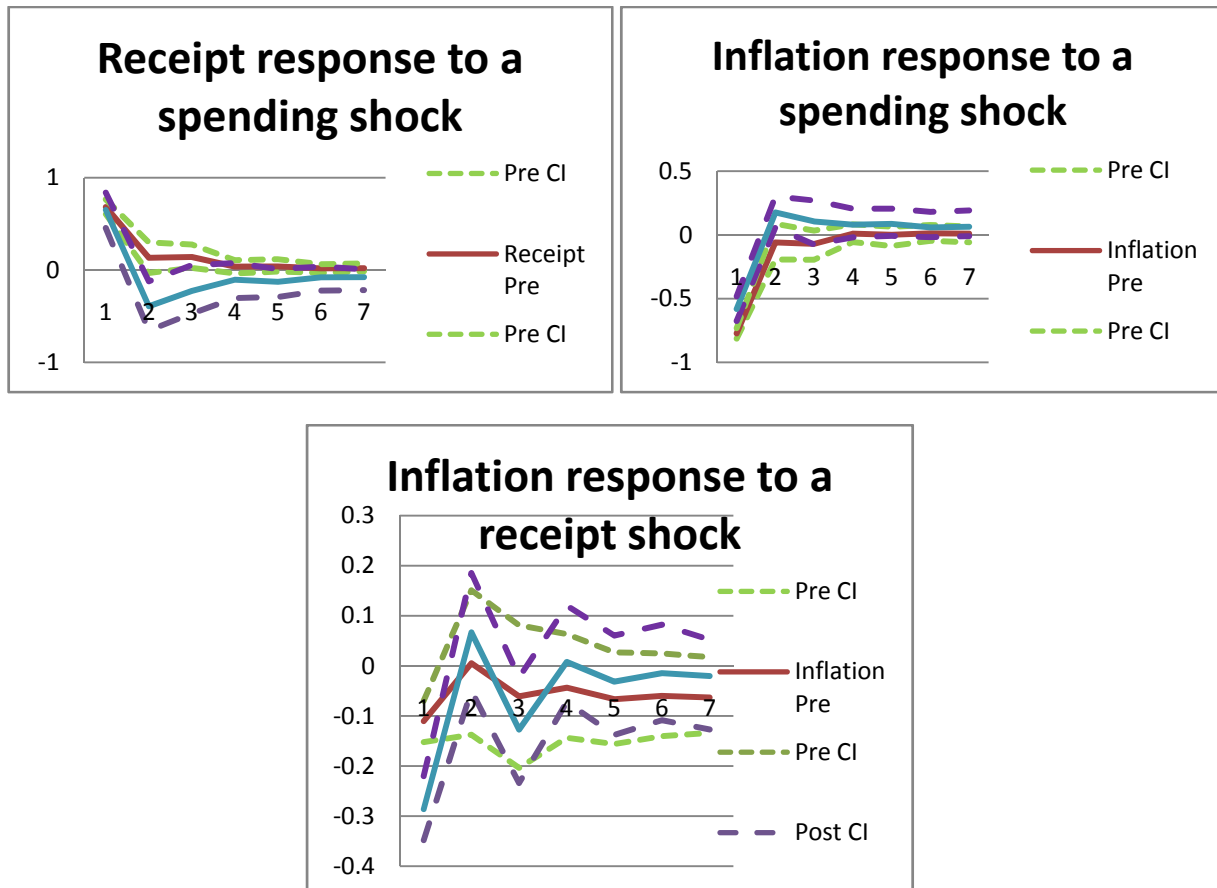 Receipt response to a
spending shock
1
0
-1
1 2 3 4 5 6 7
Pre CI
Receipt
Pre
Pre CI
Inflation response to a
spending shock
0.5
0
-0.5
-1
1 2 3 4 5 6 7
Pre CI
Inflation
Pre
Pre CI
Inflation response to a
receipt shock
0.3
0.2
0.1
0
-0.1
-0.2
-0.3
-0.4
1 2 3 4 5 6 7
Pre CI
Inflation
Pre
Pre CI
Post CI